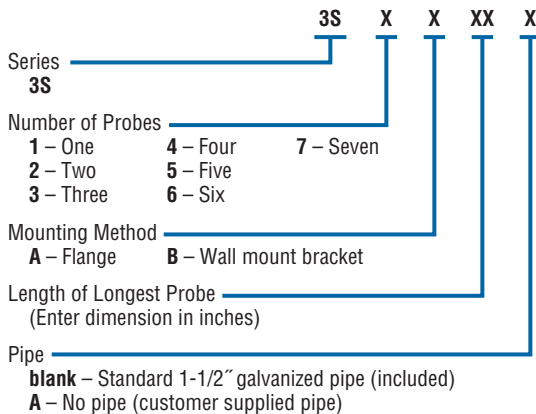 3S X X XX X
Series
3S
Number of Probes
1 – One 4 – Four 7 – Seven
2 – Two 5 – Five
3 – Three 6 – Six
Mounting Method
A – Flange B – Wall mount bracket
Length of Longest Probe
(Enter dimension in inches)
Pipe
blank – Standard 1-1/2˝ galvanized pipe (included)
A – No pipe (customer supplied pipe)